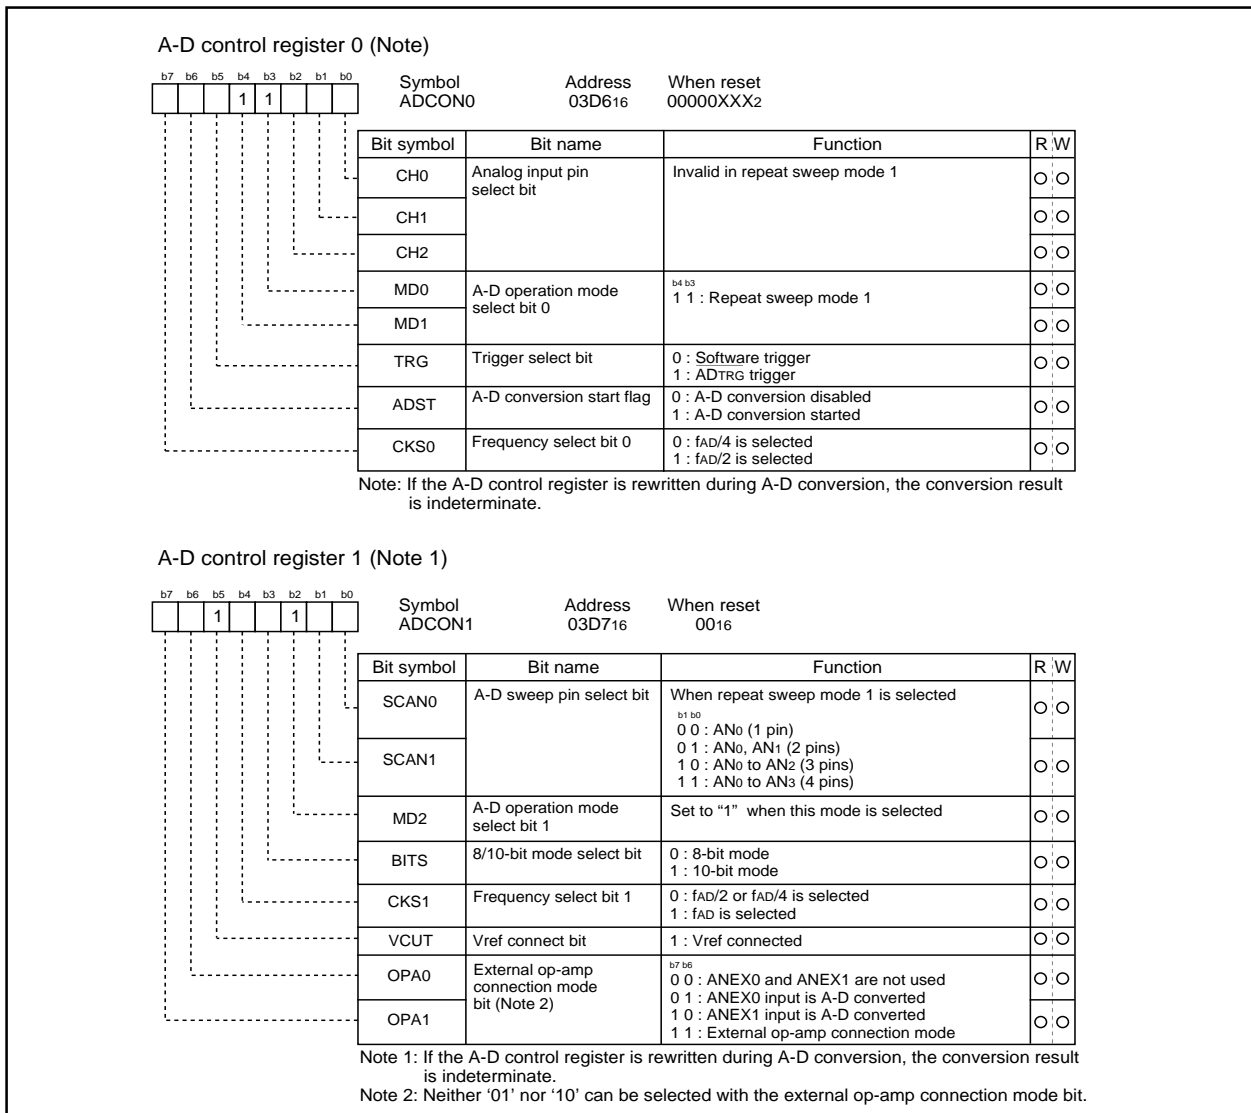 A-D control register 0 (Note)
b7 b6 b5 b4 b3 b2 b1 b0
1 1
Symbol Address When reset
ADCON0 03D616 00000XXX2
Bit symbol Bit name Function R W
CH0 Analog input pin select bit Invalid in repeat sweep mode 1
CH1
CH2
MD0 A-D operation mode select bit 0 b4 b3
1 1 : Repeat sweep mode 1
MD1
TRG Trigger select bit 0 : Software trigger
1 : ADTRG trigger
ADST A-D conversion start flag 0 : A-D conversion disabled
1 : A-D conversion started
CKS0 Frequency select bit 0 0 : fAD/4 is selected
1 : fAD/2 is selected
Note: If the A-D control register is rewritten during A-D conversion, the conversion result
is indeterminate.
A-D control register 1 (Note 1)
b7 b6 b5 b4 b3 b2 b1 b0
1 1
Symbol Address When reset
ADCON1 03D716 0016
Bit symbol Bit name Function R W
SCAN0 A-D sweep pin select bit When repeat sweep mode 1 is selected
b1 b0
0 0 : AN0 (1 pin)
0 1 : AN0, AN1 (2 pins)
SCAN1 1 0 : AN0 to AN2 (3 pins)
1 1 : AN0 to AN3 (4 pins)
MD2 A-D operation mode select bit 1 Set to “1” when this mode is selected
BITS 8/10-bit mode select bit 0 : 8-bit mode
1 : 10-bit mode
CKS1 Frequency select bit 1 0 : fAD/2 or fAD/4 is selected
1 : fAD is selected
VCUT Vref connect bit 1 : Vref connected
OPA0 External op-amp connection mode bit (Note 2) b7 b6
0 0 : ANEX0 and ANEX1 are not used
0 1 : ANEX0 input is A-D converted
OPA1 1 0 : ANEX1 input is A-D converted
1 1 : External op-amp connection mode
Note 1: If the A-D control register is rewritten during A-D conversion, the conversion result
is indeterminate.
Note 2: Neither ‘01’ nor ‘10’ can be selected with the external op-amp connection mode bit.